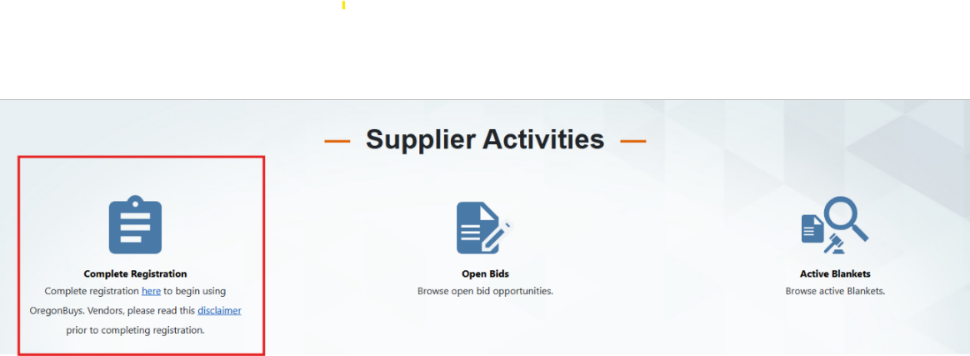 Supplier Activities
Complete Registration
Complete registration here to begin using
OregonBuys. Vendors, please read this disclaimer
prior to completing registration.
Open Bids
Browse open bid opportunities.
Active Blankets
Browse active Blankets.